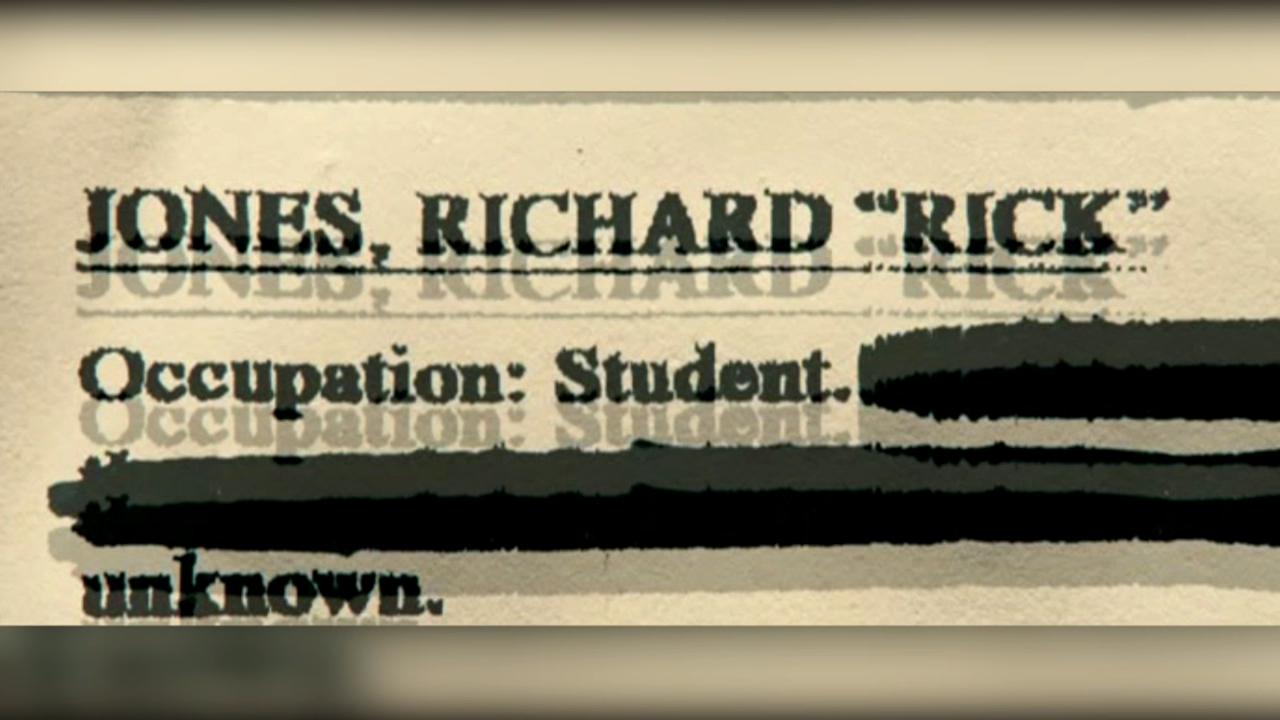 JONES, RICHARD “RICK”
Occupation: Student.
unknown.